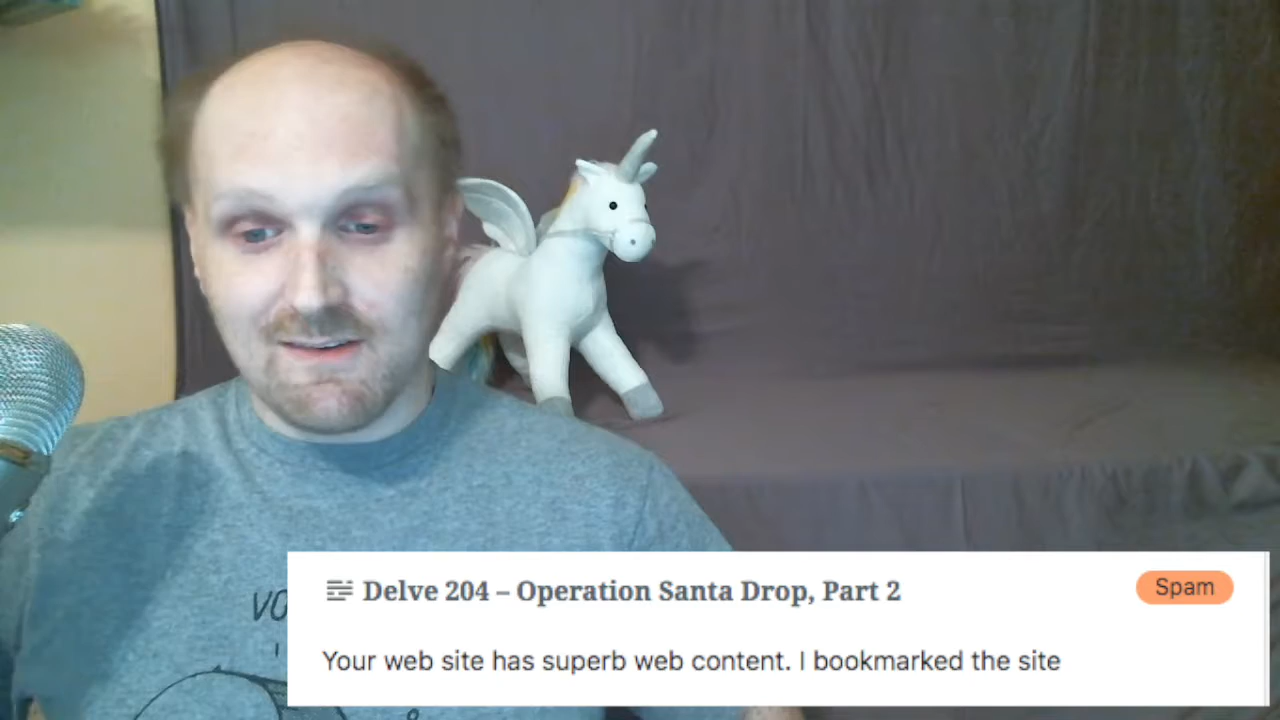 Delve 204 – Operation Santa Drop, Part 2
Spam
Your web site has superb web content. I bookmarked the site